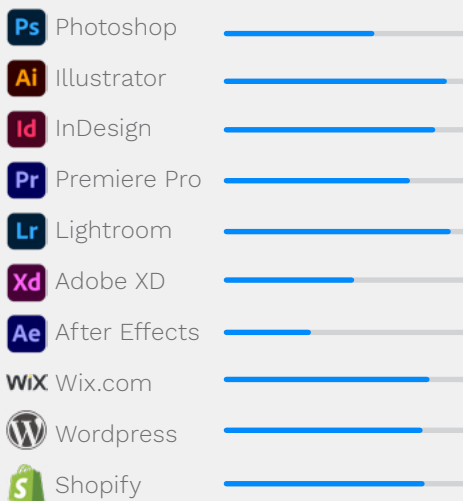 Ps Photoshop
Ai Illustrator
Id InDesign
Pr Premiere Pro
Lr Lightroom
Xd Adobe XD
Ae After Effects
WiX Wix.com
W Wordpress
S Shopify